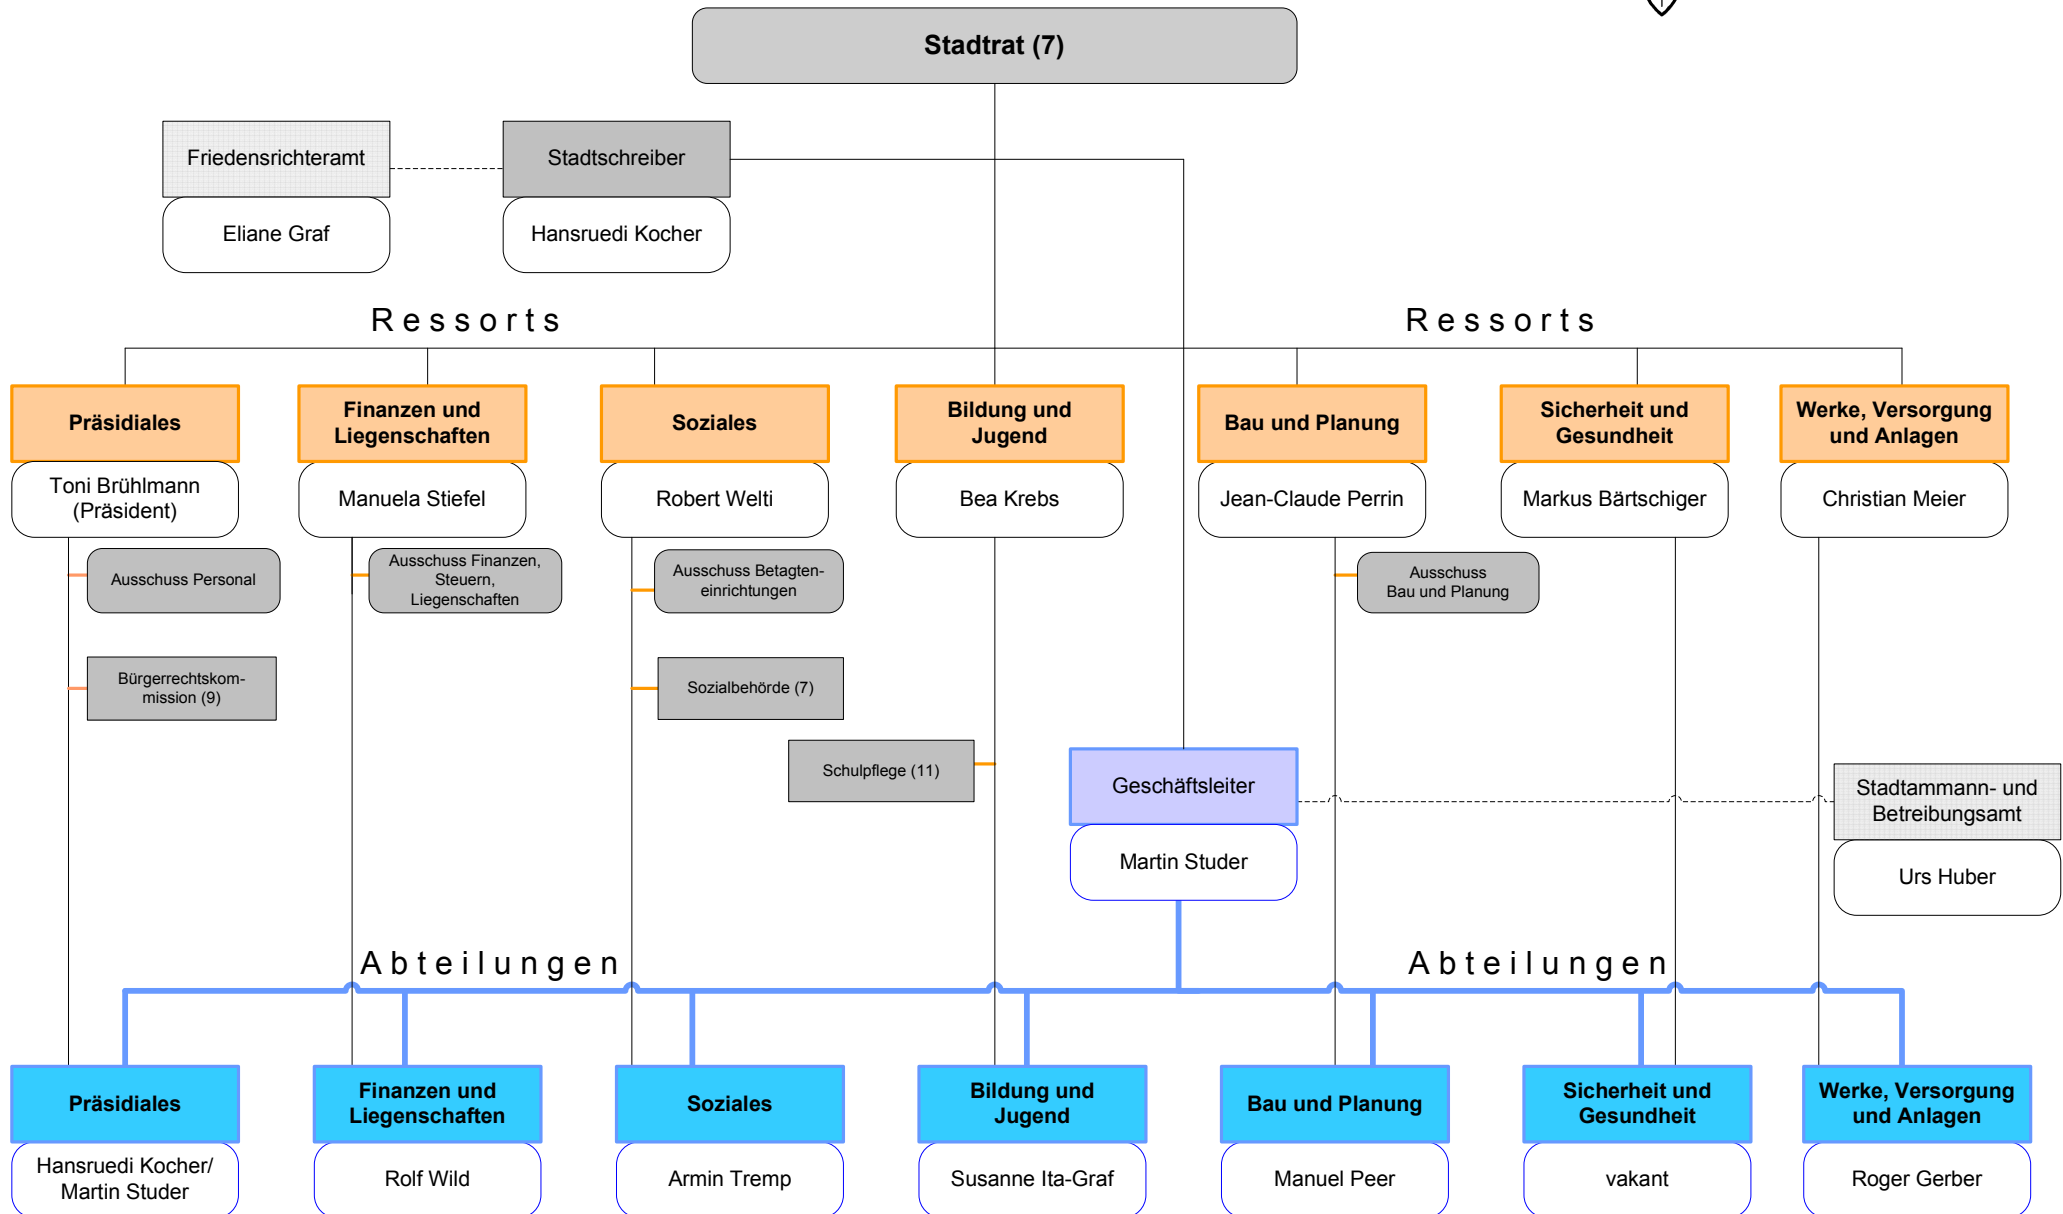 Stadtrat (7)
Friedensrichteramt
Eliane Graf
Stadtschreiber
Hansruedi Kocher
Ressorts
Ressorts
Präsidiales
Toni Brühlmann
(Präsident)
Finanzen und
Liegenschaften
Manuela Stiefel
Soziales
Robert Welti
Bildung und
Jugend
Bea Krebs
Bau und Planung
Jean-Claude Perrin
Sicherheit und
Gesundheit
Markus Bärtschiger
Werke, Versorgung
und Anlagen
Christian Meier
Ausschuss Personal
Ausschuss Finanzen,
Steuern,
Liegenschaften
Ausschuss Betagten-
einrichtungen
Ausschuss
Bau und Planung
Bürgerrechtskom-
mission (9)
Sozialbehörde (7)
Schulpflege (11)
Geschäftsleiter
Martin Studer
Stadtammann- und
Betreibungsamt
Urs Huber
Abteilungen
Abteilungen
Präsidiales
Hansruedi Kocher/
Martin Studer
Finanzen und
Liegenschaften
Rolf Wild
Soziales
Armin Tremp
Bildung und
Jugend
Susanne Ita-Graf
Bau und Planung
Manuel Peer
Sicherheit und
Gesundheit
vakant
Werke, Versorgung
und Anlagen
Roger Gerber